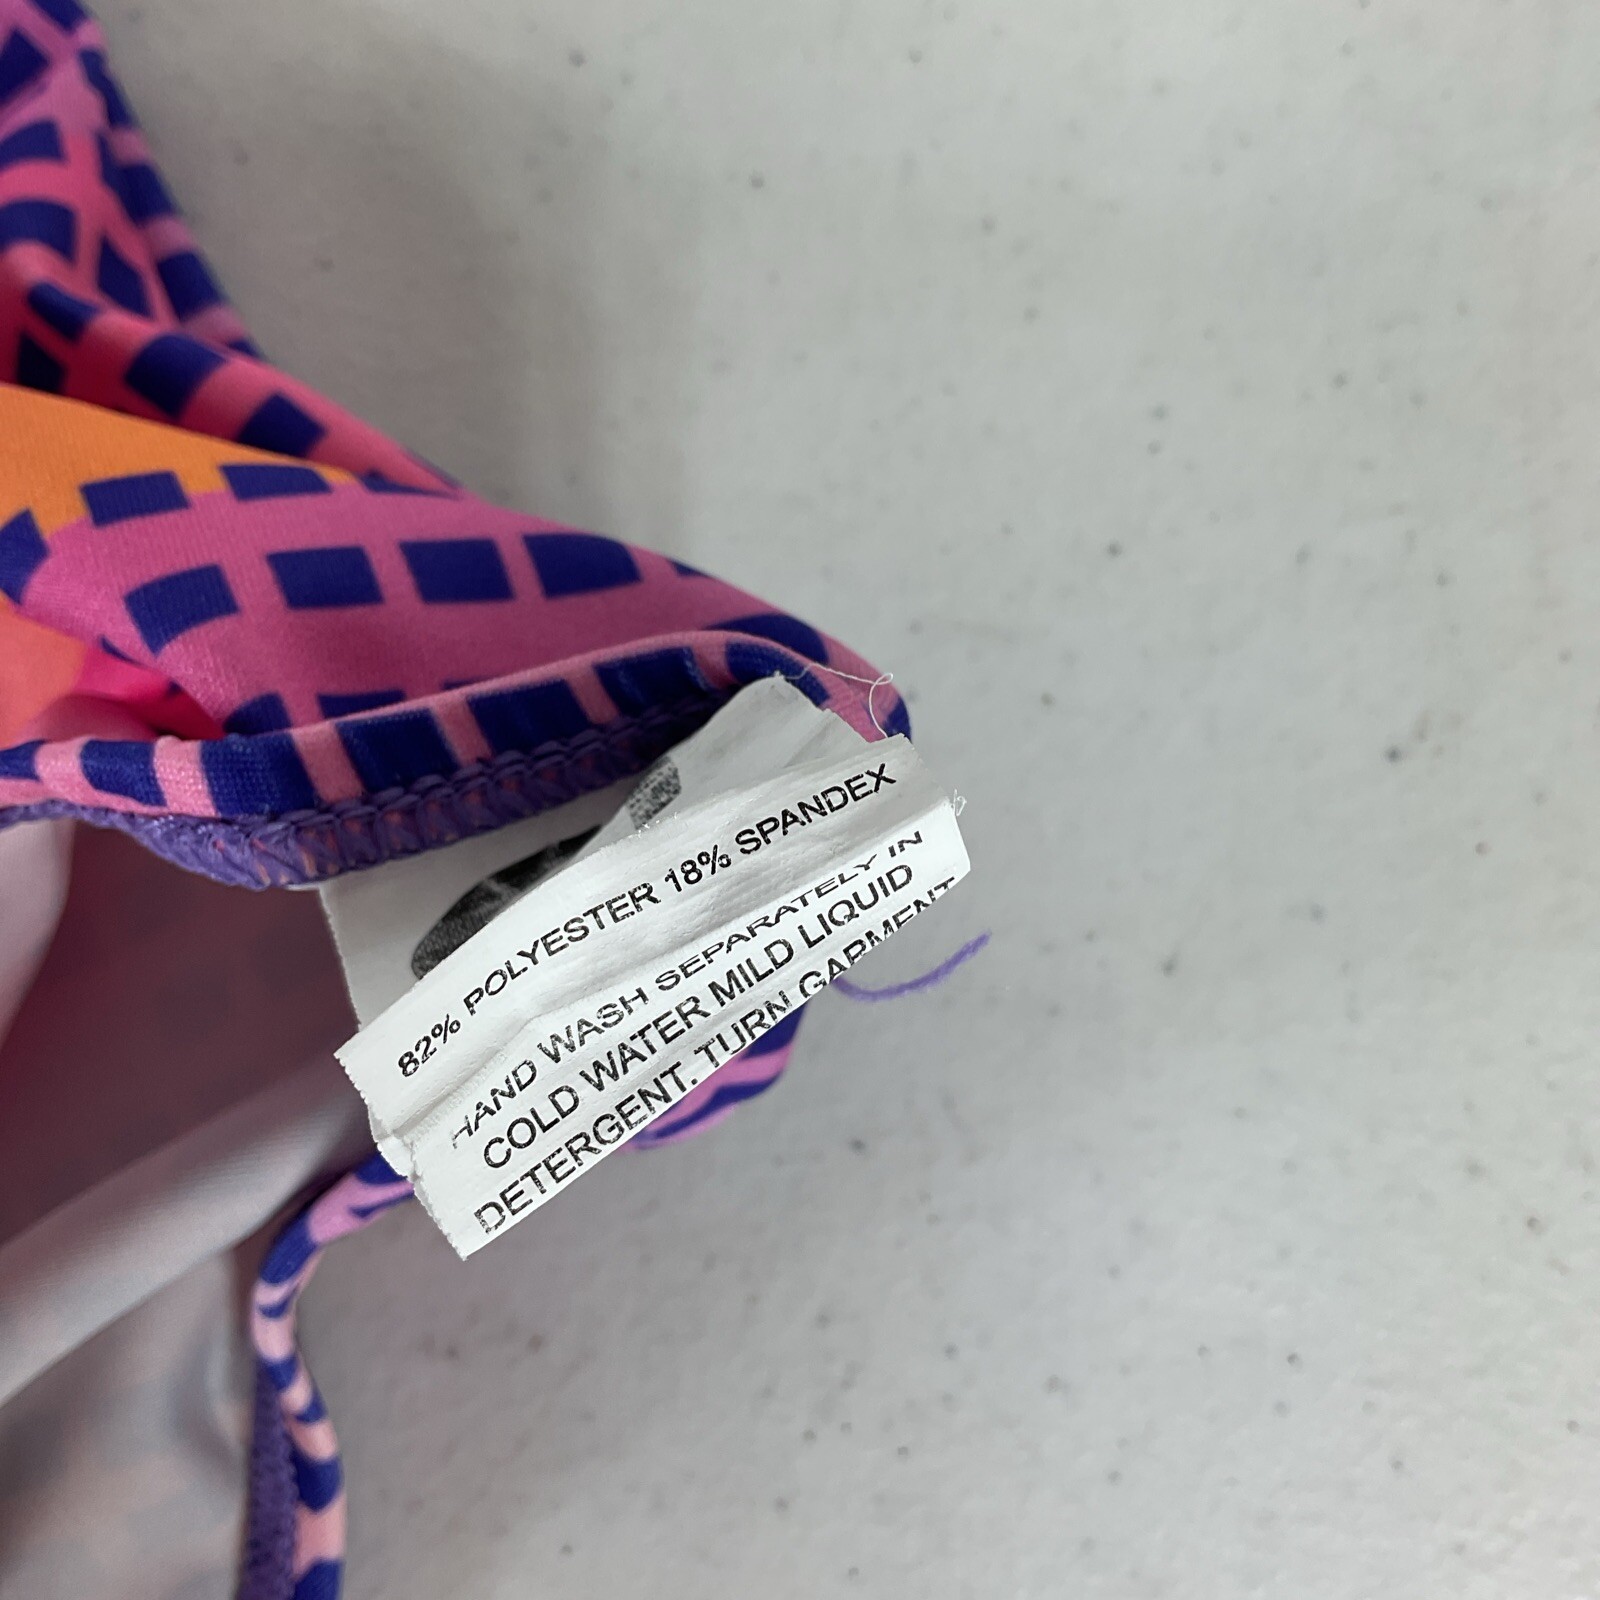 82% POLYESTER 18% SPANDEX
HAND WASH SEPARATELY IN
COLD WATER MILD LIQUID
DETERGENT. TURN GARMENT